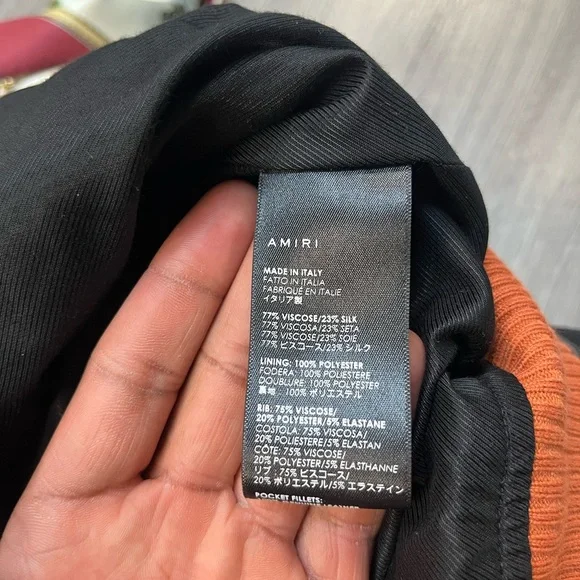 AMIRI
MADE IN ITALY
FATTO IN ITALIA
FABRIQUÉ EN ITALIE
イタリア製
77% VISCOSE/23% SILK
77% VISCOSA/23% SETA
77% VISCOSE/23% SOIE
77% ビスコース/23% シルク
LINING: 100% POLYESTER
FODERA: 100% POLIESTERE
DOUBLURE: 100% POLYESTER
裏地: 100% ポリエステル
RIB: 75% VISCOSE/
20% POLYESTER/5% ELASTANE
COSTOLA: 75% VISCOSA/
20% POLIESTERE/5% ELASTAN
CÔTE: 75% VISCOSE/
20% POLYESTER/5% ELASTHANNE
リブ: 75% ビスコース/
20% ポリエステル/5% エラスティン
POCKET FILLETS: